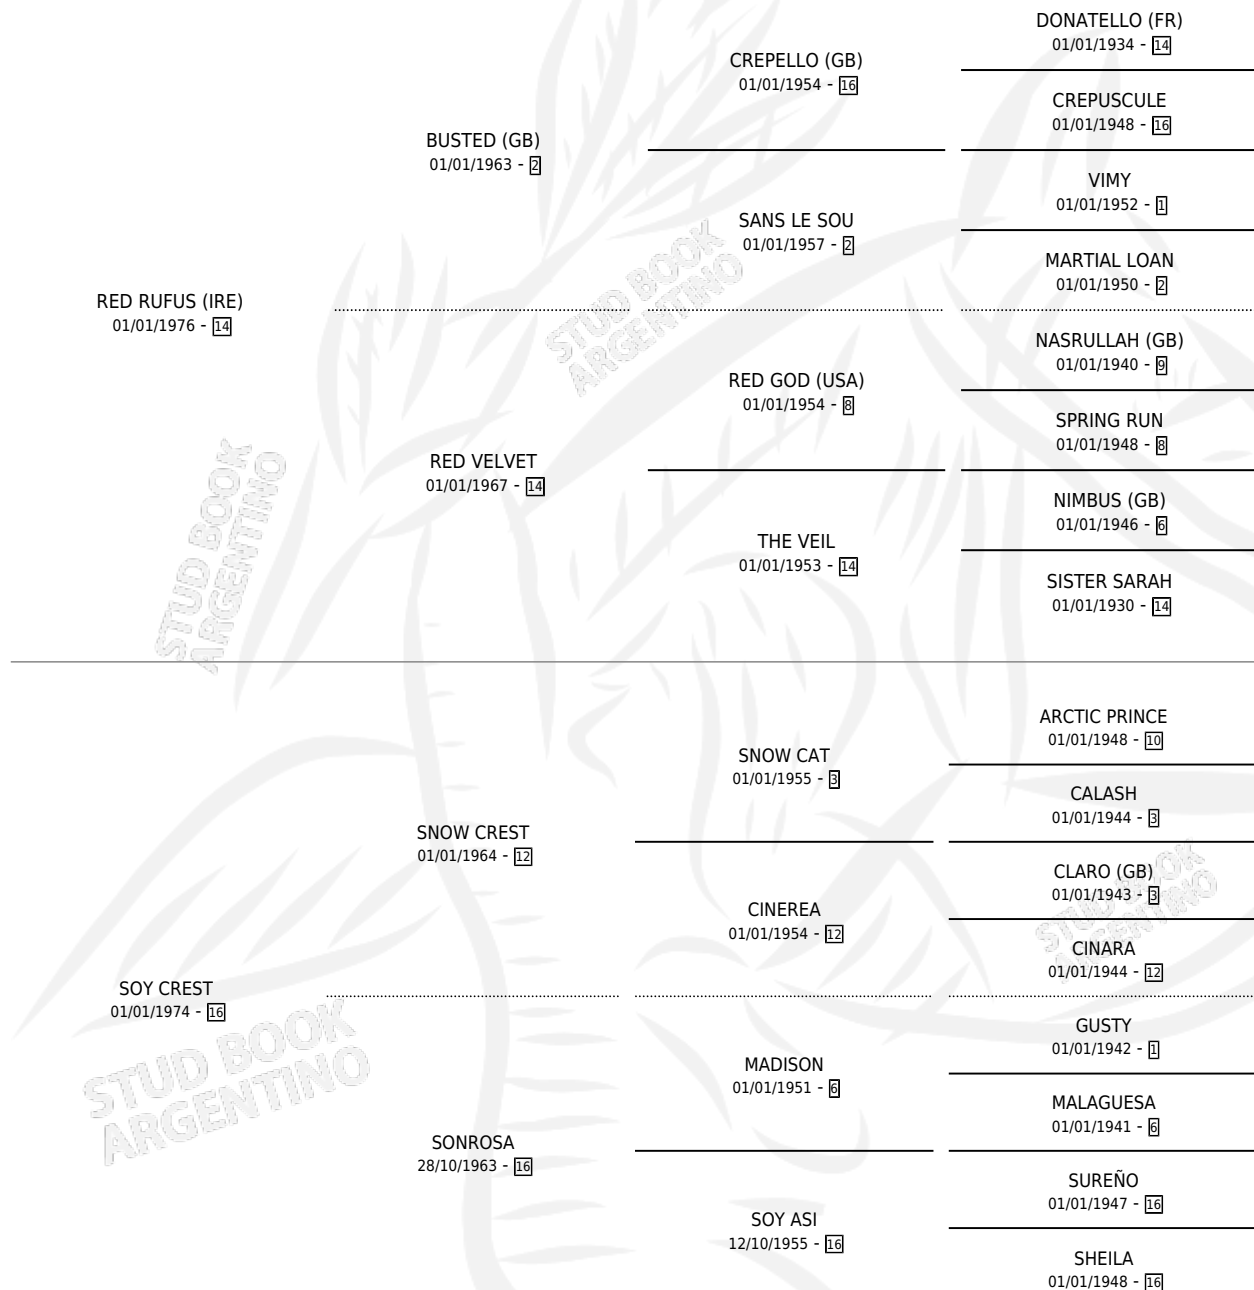 DONATELLO (FR)
01/01/1934 - 14
CREPELLO (GB)
01/01/1954 - 16
CREPUSCULE
01/01/1948 - 16
BUSTED (GB)
01/01/1963 - 2
VIMY
01/01/1952 - 1
SANS LE SOU
01/01/1957 - 2
MARTIAL LOAN
01/01/1950 - 2
RED RUFUS (IRE)
01/01/1976 - 14
NASRULLAH (GB)
01/01/1940 - 9
RED GOD (USA)
01/01/1954 - 8
SPRING RUN
01/01/1948 - 8
RED VELVET
01/01/1967 - 14
NIMBUS (GB)
01/01/1946 - 6
THE VEIL
01/01/1953 - 14
SISTER SARAH
01/01/1930 - 14
ARCTIC PRINCE
01/01/1948 - 10
SNOW CAT
01/01/1955 - 3
CALASH
01/01/1944 - 3
SNOW CREST
01/01/1964 - 12
CLARO (GB)
01/01/1943 - 3
CINEREA
01/01/1954 - 12
CINARA
01/01/1944 - 12
SOY CREST
01/01/1974 - 16
GUSTY
01/01/1942 - 1
MADISON
01/01/1951 - 6
MALAGUESA
01/01/1941 - 6
SONROSA
28/10/1963 - 16
SUREÑO
01/01/1947 - 16
SOY ASI
12/10/1955 - 16
SHEILA
01/01/1948 - 16
STUD BOOK
ARGENTINO
STUD BOOK
ARGENTINO
STUD BOOK
ARGENTINO
STUD BOOK
ARGENTINO